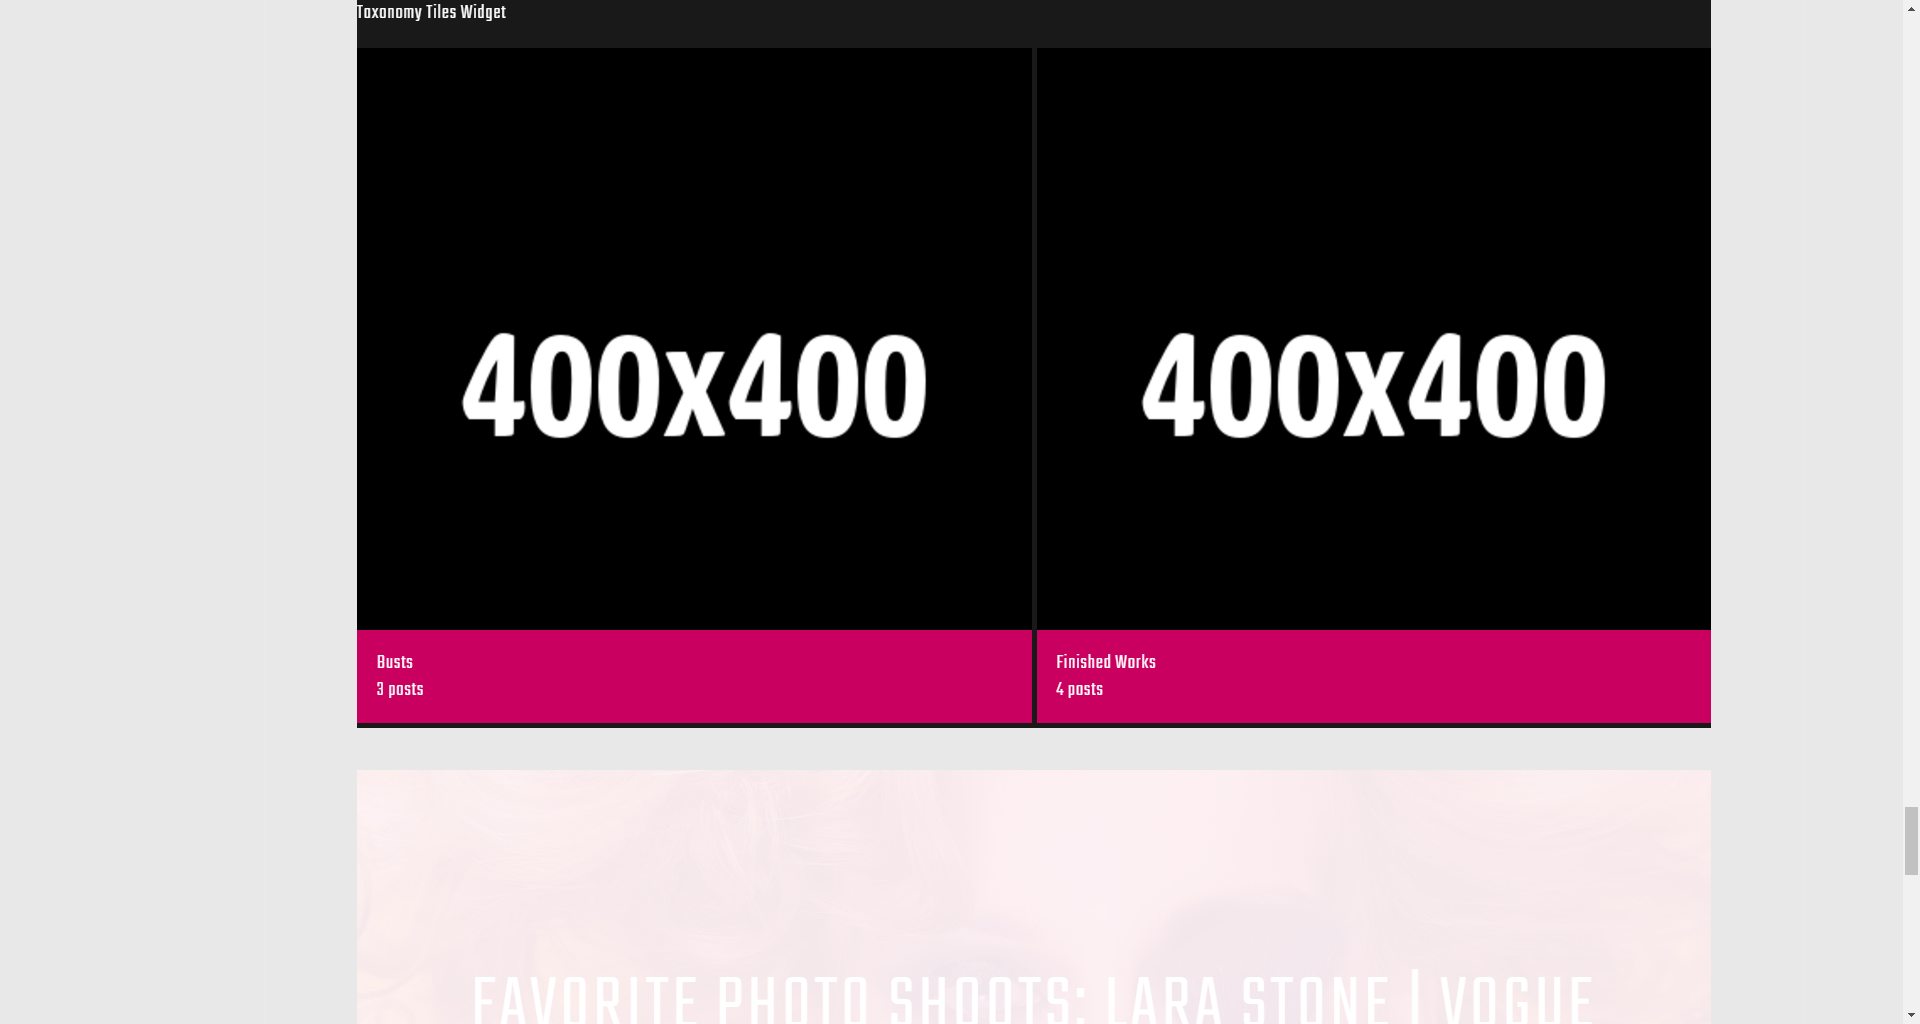 Taxonomy Tiles Widget
400x400
400x400
Busts
3 posts
Finished Works
4 posts
FAVORITE PHOTO SHOOTS: LARA STONE | VOGUE